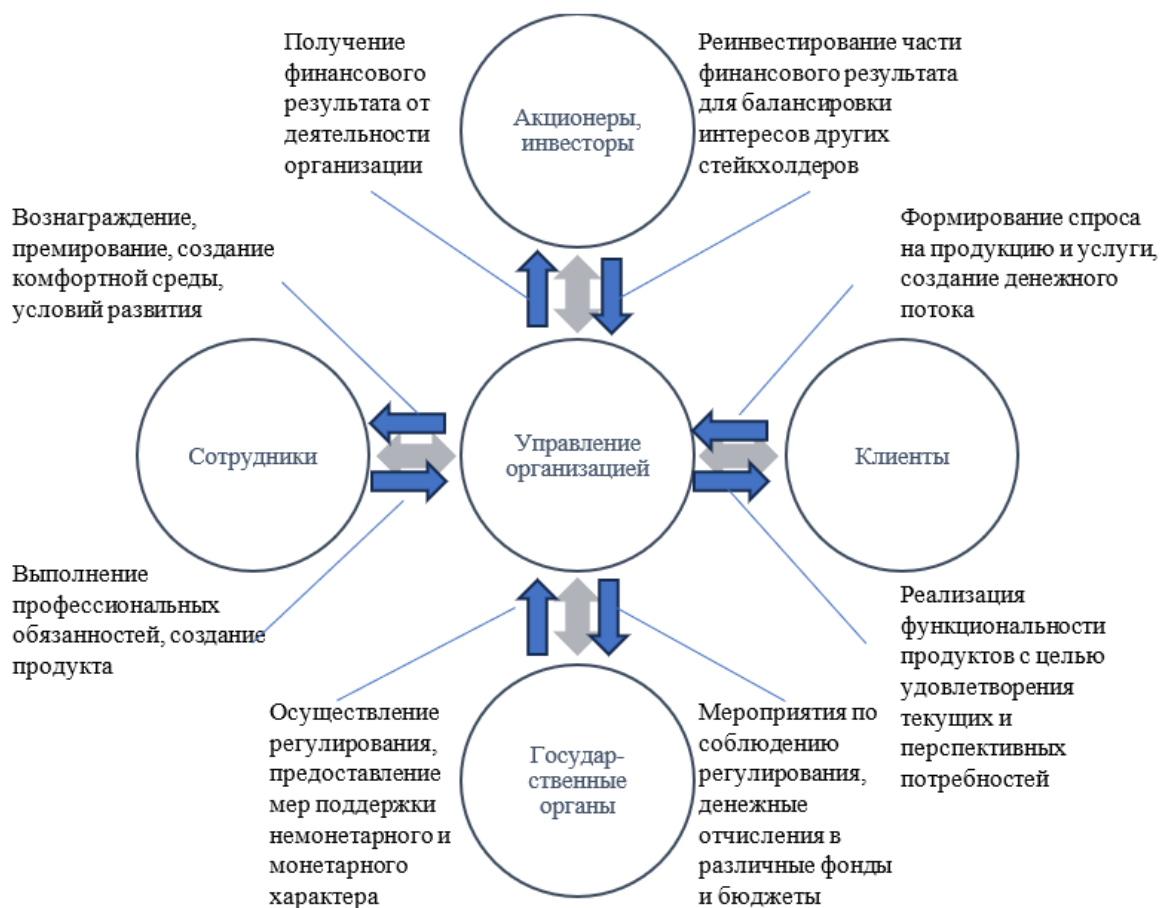 Получение
финансового
результата от
деятельности
организации
Акционеры,
инвесторы
Реинвестирование части
финансового результата
для балансировки
интересов других
стейкхолдеров
Вознаграждение,
премирование, создание
комфортной среды,
условий развития
Формирование спроса
на продукцию и услуги,
создание денежного
потока
Сотрудники
Управление
организацией
Клиенты
Выполнение
профессиональных
обязанностей, создание
продукта
Реализация
функциональности
продуктов с целью
удовлетворения
текущих и
перспективных
потребностей
Осуществление
регулирования,
предоставление
мер поддержки
немонетарного и
монетарного
характера
Государ-
ственные
органы
Мероприятия по
соблюдению
регулирования,
денежные
отчисления в
различные фонды
и бюджеты